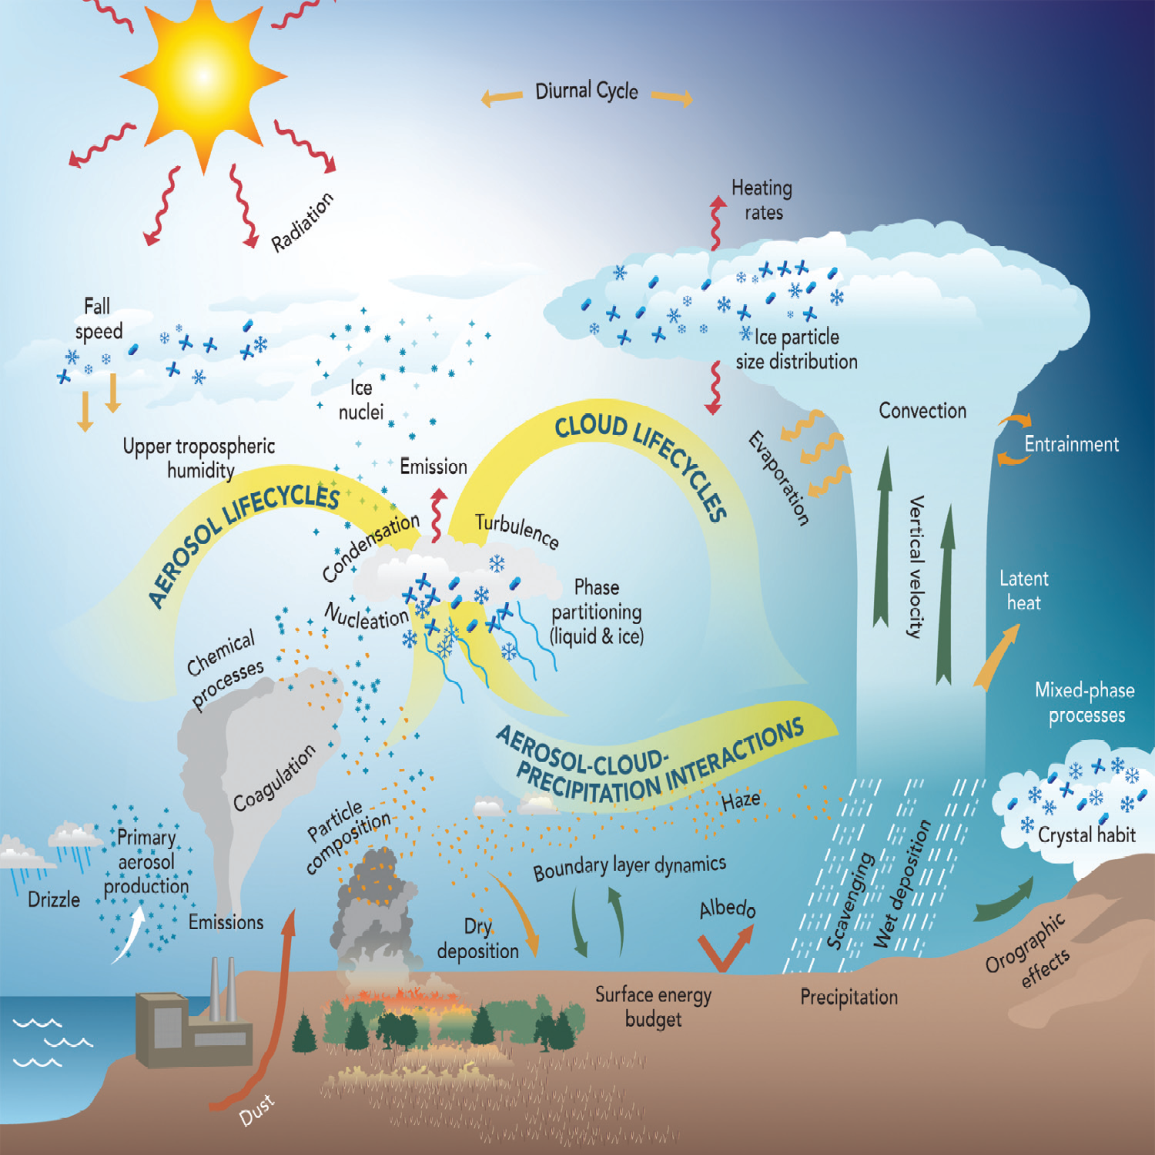 Diurnal Cycle
Radiation
Heating
rates
Fall
speed
Ice
nuclei
Ice particle
size distribution
Upper tropospheric
humidity
Emission
CLOUD LIFECYCLES
Convection
Evaporation
Entrainment
AEROSOL LIFECYCLES
Condensation
Turbulence
Vertical velocity
Nucleation
Phase
partitioning
(liquid & ice)
Latent
heat
Chemical
processes
Mixed-phase
processes
AEROSOL-CLOUD-
PRECIPITATION INTERACTIONS
Coagulation
Haze
Particle
composition
Primary
aerosol
production
Crystal habit
Boundary layer dynamics
Drizzle
Emissions
Dry
deposition
Albedo
Scavenging
Wet deposition
Orographic
effects
Surface energy
budget
Precipitation
Dust